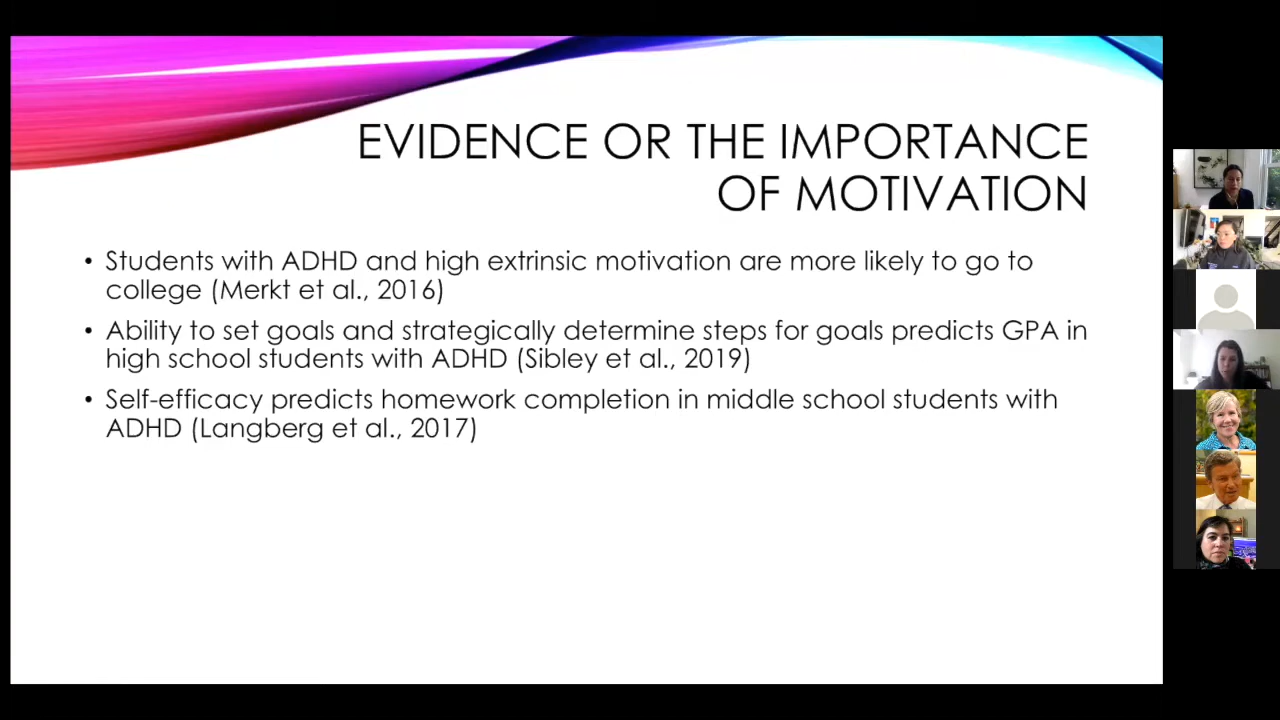 EVIDENCE OR THE IMPORTANCE
OF MOTIVATION
• Students with ADHD and high extrinsic motivation are more likely to go to
college (Merkt et al., 2016)
• Ability to set goals and strategically determine steps for goals predicts GPA in
high school students with ADHD (Sibley et al., 2019)
• Self-efficacy predicts homework completion in middle school students with
ADHD (Langberg et al., 2017)